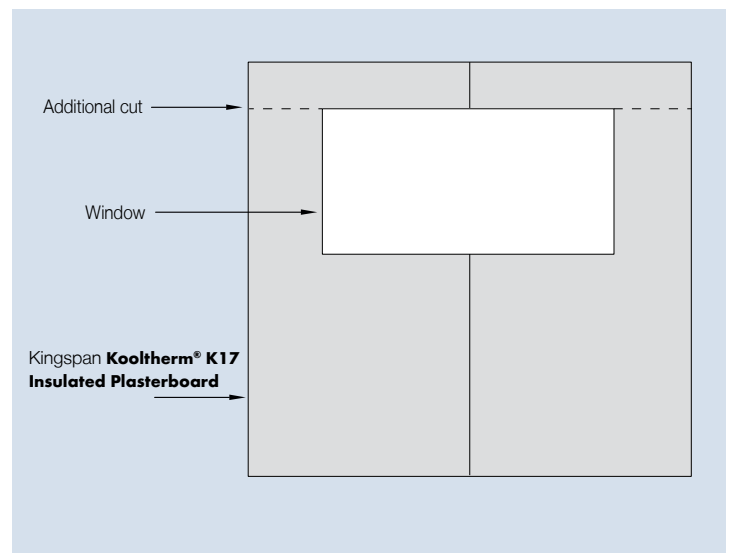 Additional cut
Window
Kingspan Kooltherm® K17
Insulated Plasterboard